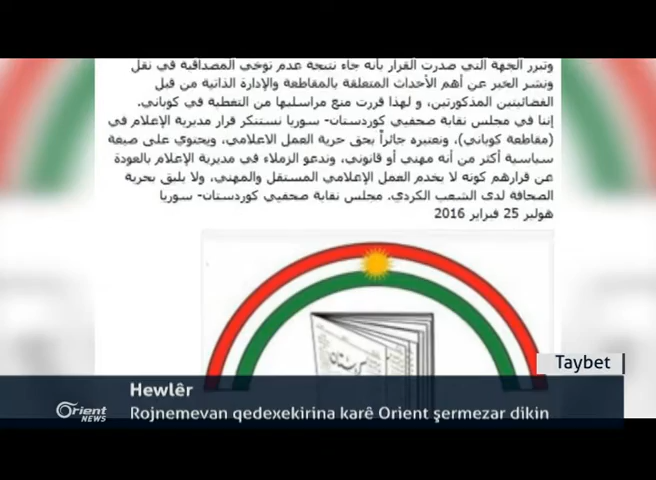 وتبرر الجهة التي صدرت القرار بأنه جاء نتيجة عدم توخي المصداقية في نقل
ونشر الخبر عن أهم الأحداث المتعلقة بالمقاطعة والإدارة الذاتية من قبل
الفضائيتين المذكورتين، و لهذا قررت منع مراسليها من التغطية في كوباني.
إننا في مجلس نقابة صحفيي كوردستان- سوريا نستنكر قرار مديرية الإعلام في
(مقاطعة كوباني)، ونعتبره جائراً بحق حرية العمل الاعلامي، ويحتوي على صيغة
سياسية أكثر من أنه مهني أو قانوني، وندعو الزملاء في مديرية الإعلام بالعودة
عن قرارهم كونه لا يخدم العمل الإعلامي المستقل والمهني، ولا يليق بحرية
الصحافة لدى الشعب الكردي. مجلس نقابة صحفيي كوردستان- سوريا
هولير 25 فبراير 2016
كردستان
Taybet
Hewlêr
Orient NEWS
Rojnemevan qedexekirina karê Orient şermezar dikin